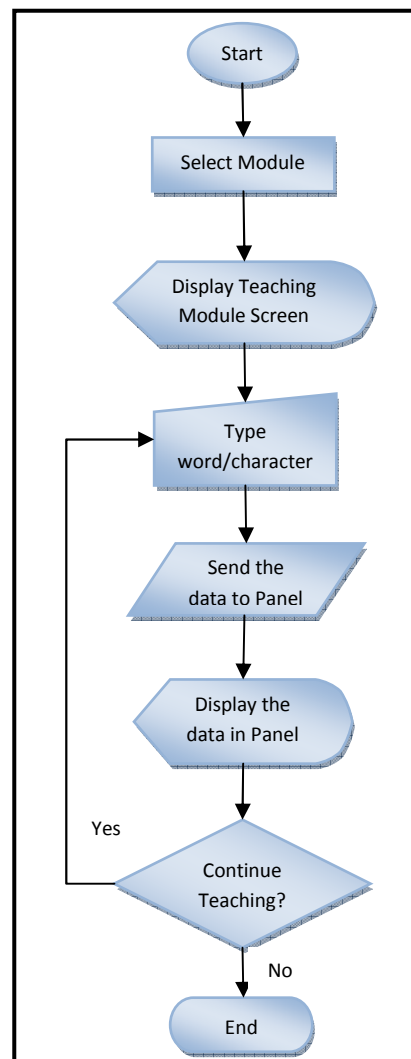 Start
Select Module
Display Teaching
Module Screen
Type
word/character
Send the
data to Panel
Display the
data in Panel
Yes
Continue
Teaching?
No
End